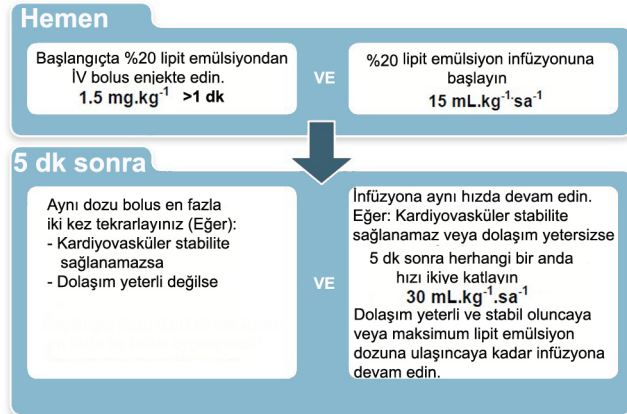 Hemen
Başlangıçta %20 lipit emülsiyondan
İV bolus enjekte edin.
1.5 mg.kg⁻¹ >1 dk
VE
%20 lipit emülsiyon infüzyonuna
başlayın
15 mL.kg⁻¹.sa⁻¹
5 dk sonra
Aynı dozu bolus en fazla
iki kez tekrarlayınız (Eğer):
- Kardiyovasküler stabilite
sağlanamazsa
- Dolaşım yeterli değilse
VE
İnfüzyona aynı hızda devam edin.
Eğer: Kardiyovasküler stabilite
sağlanamaz veya dolaşım yetersizse
5 dk sonra herhangi bir anda
hızı ikiye katlayın
30 mL.kg⁻¹.sa⁻¹
Dolaşım yeterli ve stabil oluncaya
veya maksimum lipit emülsiyon
dozuna ulaşıncaya kadar infüzyona
devam edin.